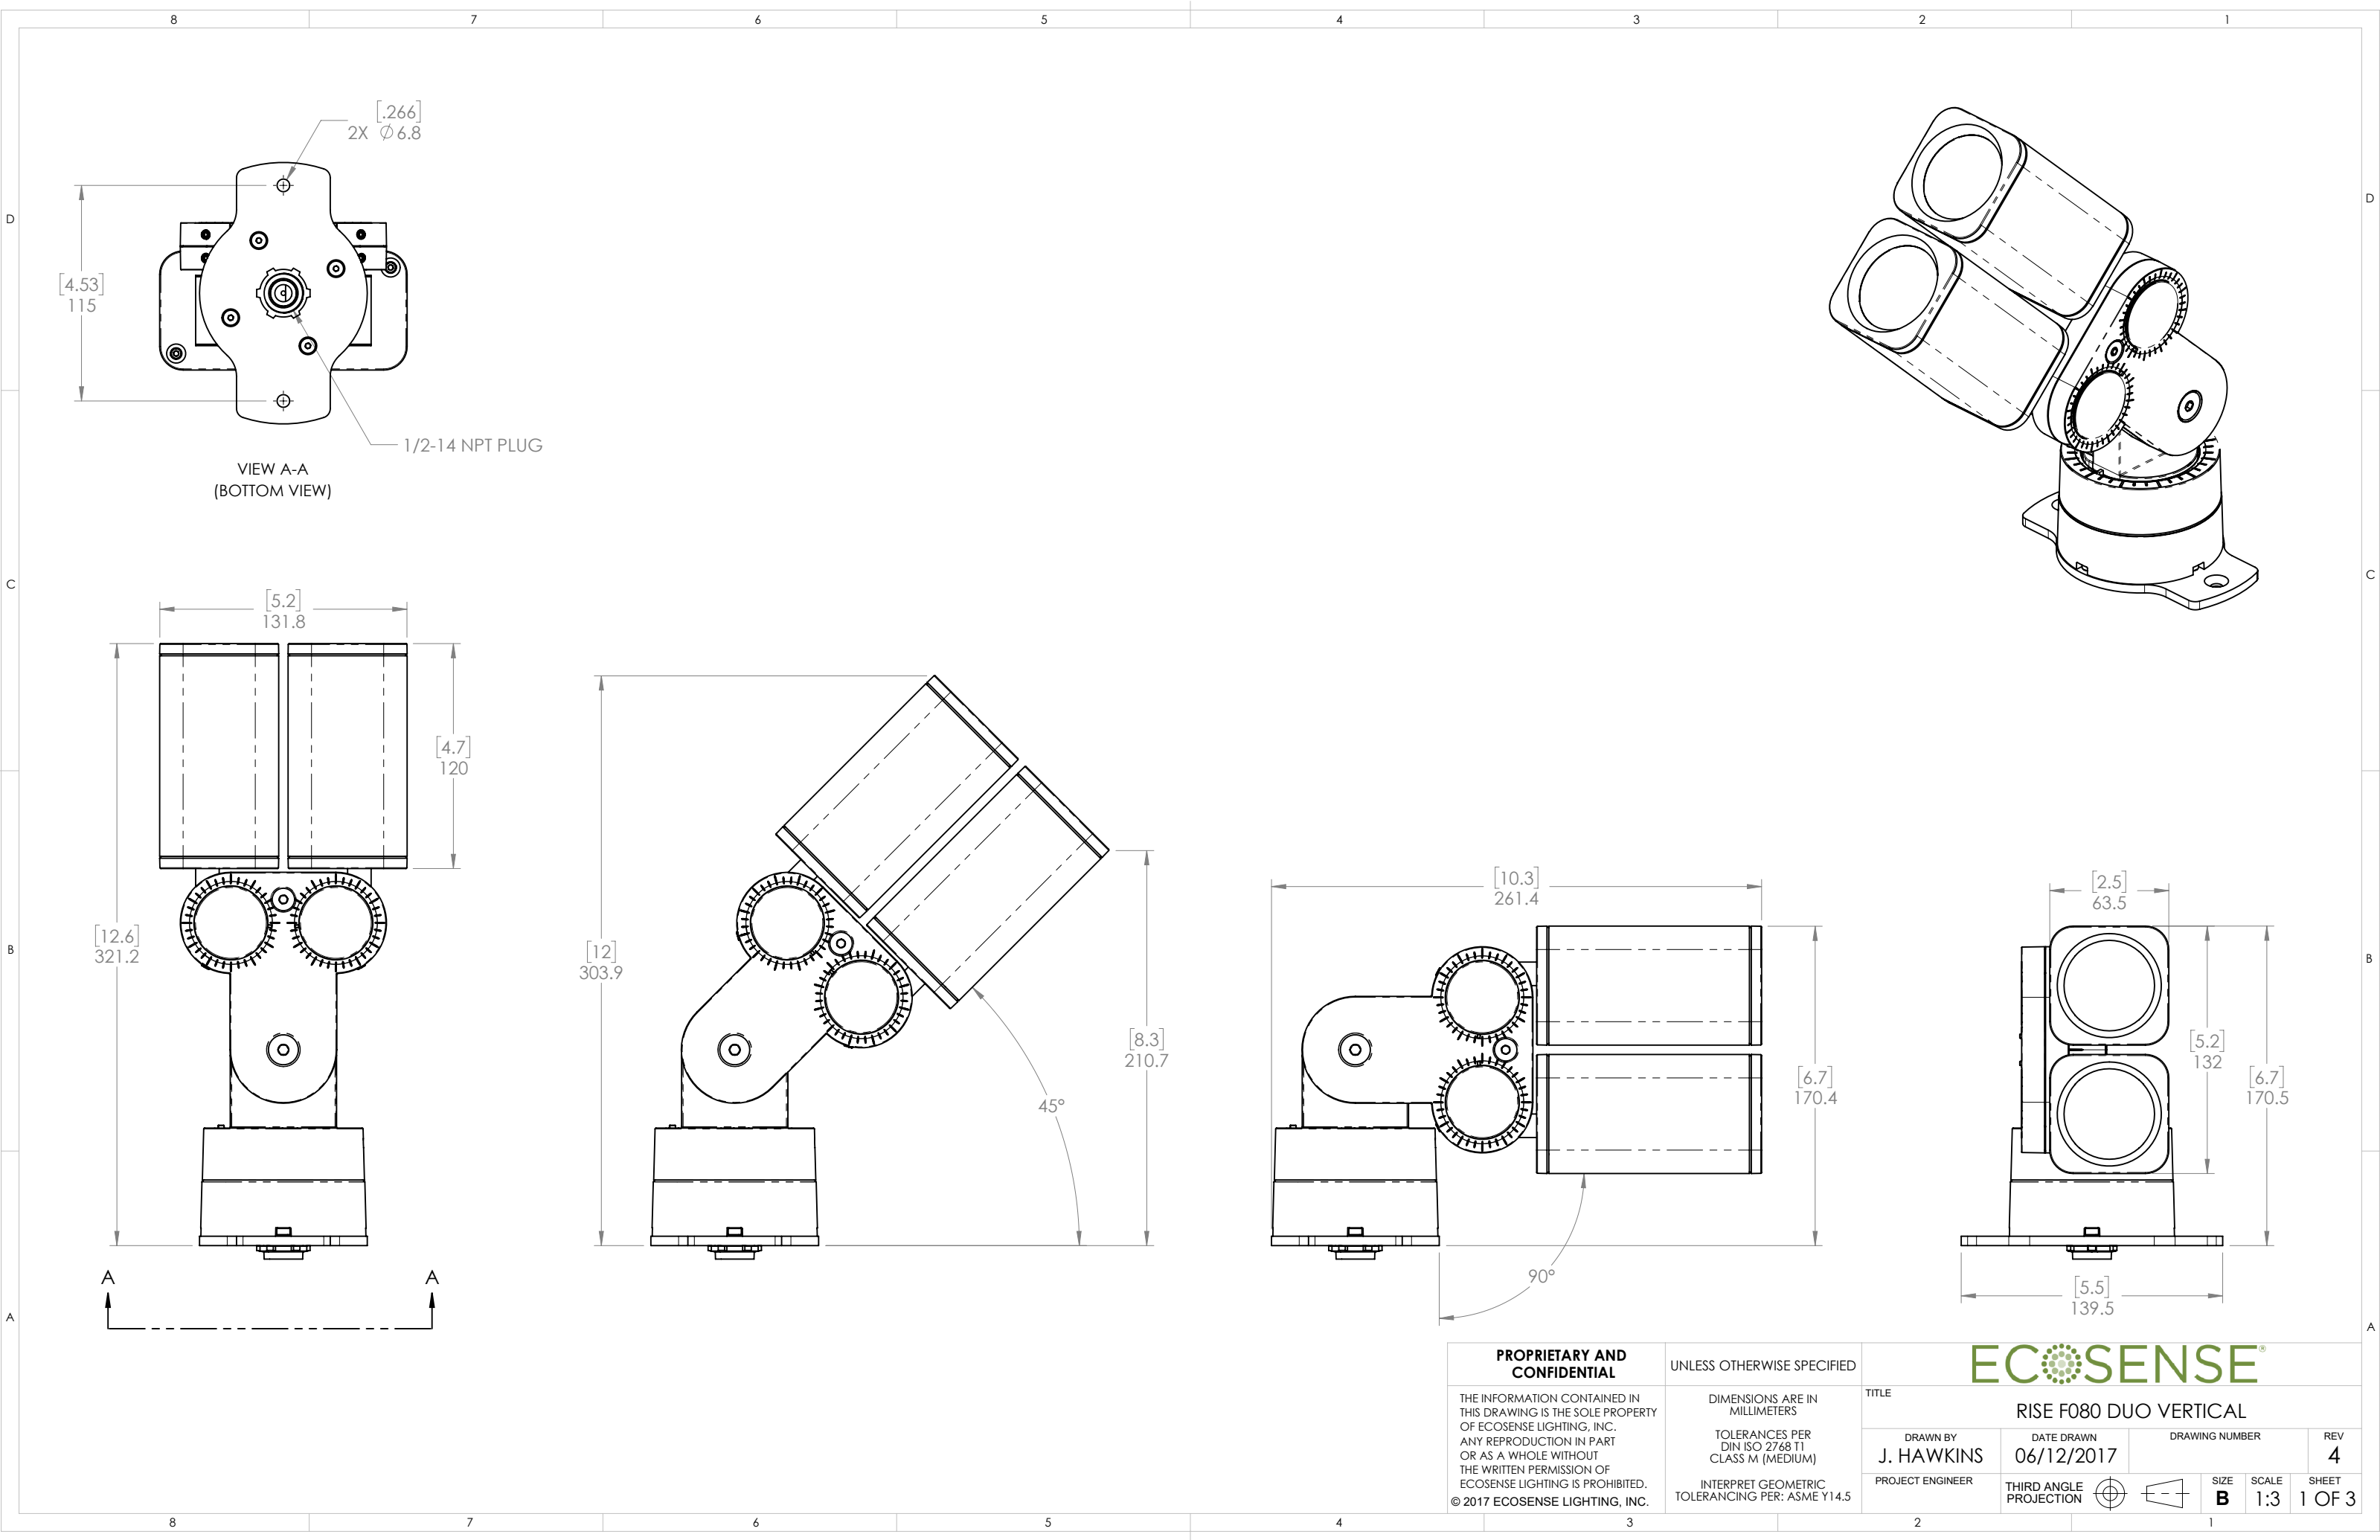 8 7 6 5 4 3 2 1
D
D
C
C
B
B
A
A
[.266]
2X Ø6.8
[4.53]
115
1/2-14 NPT PLUG
VIEW A-A
(BOTTOM VIEW)
[5.2]
131.8
[4.7]
120
[12.6]
321.2
A A
[12]
303.9
[8.3]
210.7
45°
[10.3]
261.4
[6.7]
170.4
90°
[2.5]
63.5
[5.2]
132
[6.7]
170.5
[5.5]
139.5
PROPRIETARY AND
CONFIDENTIAL
THE INFORMATION CONTAINED IN
THIS DRAWING IS THE SOLE PROPERTY
OF ECOSENSE LIGHTING, INC.
ANY REPRODUCTION IN PART
OR AS A WHOLE WITHOUT
THE WRITTEN PERMISSION OF
ECOSENSE LIGHTING IS PROHIBITED.
© 2017 ECOSENSE LIGHTING, INC.
UNLESS OTHERWISE SPECIFIED
DIMENSIONS ARE IN
MILLIMETERS
TOLERANCES PER
DIN ISO 2768 T1
CLASS M (MEDIUM)
INTERPRET GEOMETRIC
TOLERANCING PER: ASME Y14.5
ECOSENSE®
TITLE
RISE F080 DUO VERTICAL
DRAWN BY
J. HAWKINS
DATE DRAWN
06/12/2017
DRAWING NUMBER
REV
4
PROJECT ENGINEER
THIRD ANGLE
PROJECTION
SIZE
B
SCALE
1:3
SHEET
1 OF 3
8 7 6 5 4 3 2 1